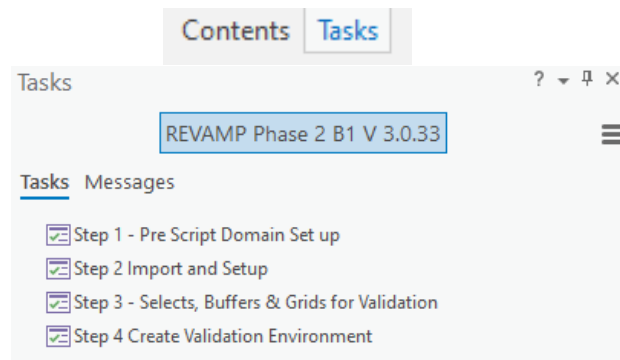 Contents Tasks
Tasks ?
REVAMP Phase 2 B1 V 3.0.33
Tasks Messages
Step 1 - Pre Script Domain Set up
Step 2 Import and Setup
Step 3 - Selects, Buffers & Grids for Validation
Step 4 Create Validation Environment